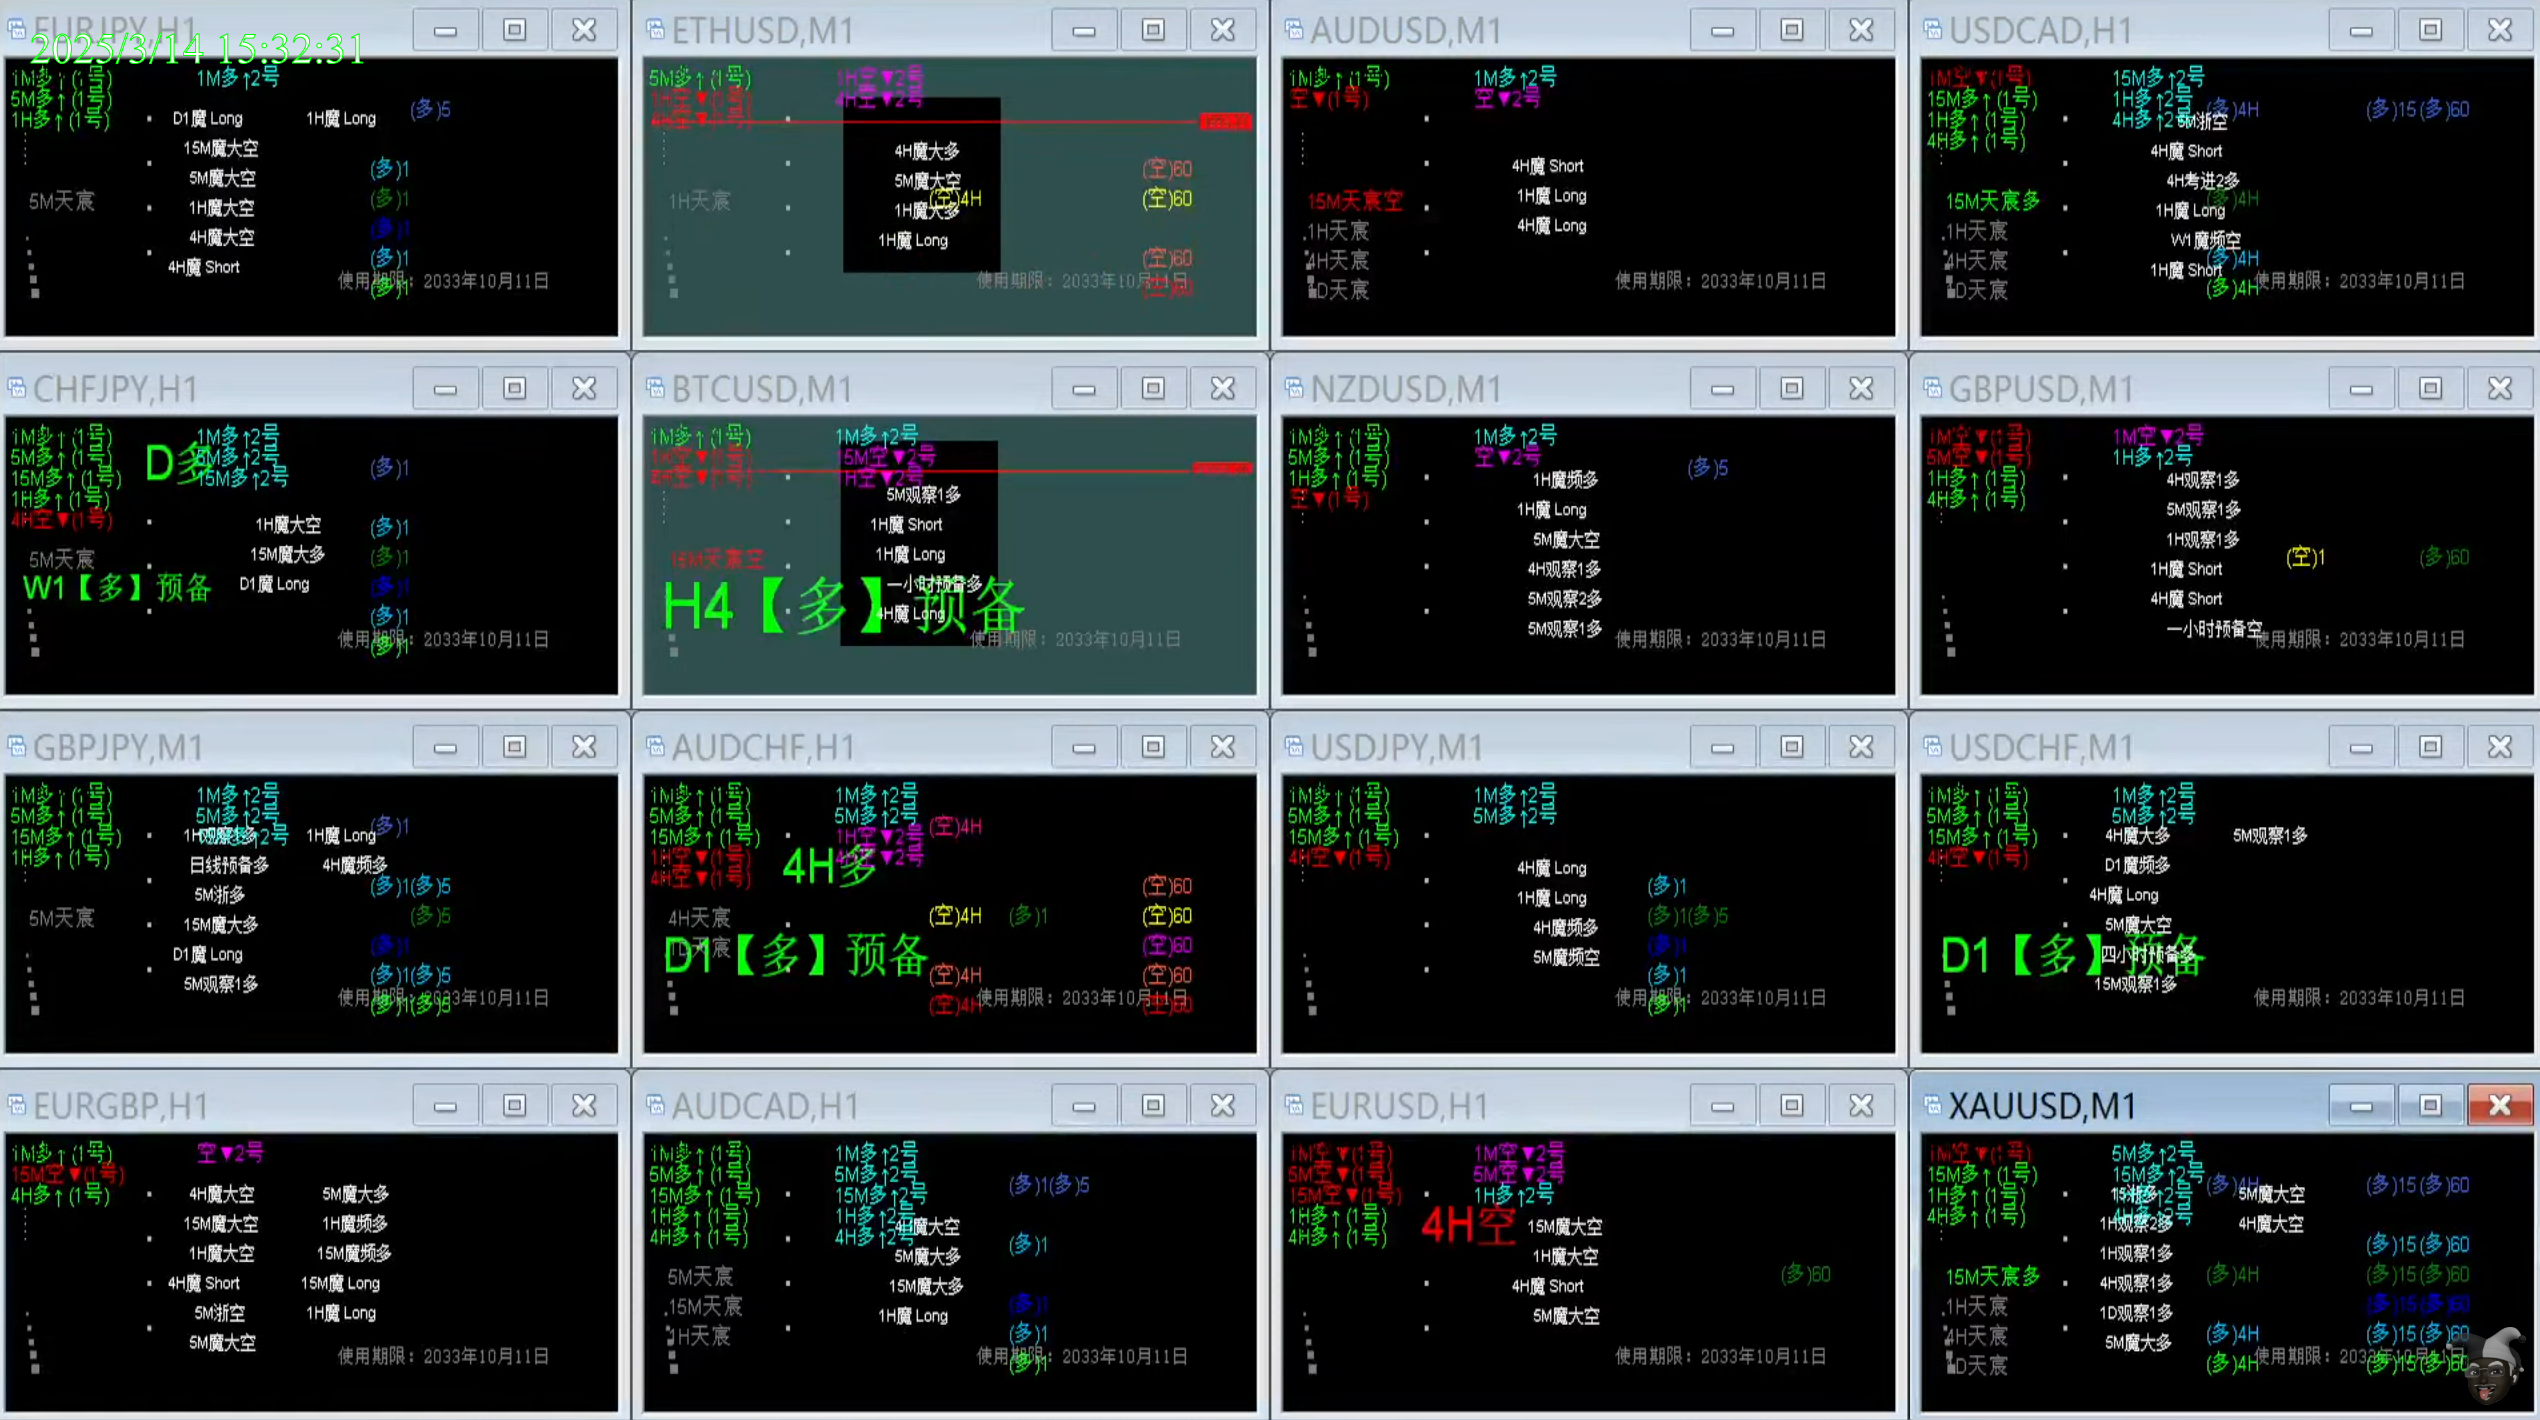 EURJPY,H1
2025/3/14 15:32:31
1M多↑(1号) 1M多↑2号
5M多↑(1号)
1H多↑(1号)
D1魔 Long 1H魔 Long (多)5
15M魔大空
5M魔大空 (多)1
5M天宸 (多)1
1H魔大空
4H魔大空 (多)1
4H魔 Short (多)1
使用期限：2033年10月11日
(多)1
ETHUSD,M1
5M多↑(1号) 1H空▼2号
1H空▼(1号) 4H空▼2号
4H空▼(1号)
4H魔大多
5M魔大空 (空)60
1H天宸 (空)4H (空)60
1H魔大多
1H魔 Long
(空)60
使用期限：2033年10月11日
AUDUSD,M1
1M多↑(1号) 1M多↑2号
空▼(1号) 空▼2号
4H魔 Short
15M天宸空 1H魔 Long
1H天宸 4H魔 Long
4H天宸
使用期限：2033年10月11日
D天宸
USDCAD,H1
1M空▼(1号) 15M多↑2号
15M多↑(1号) 1H多↑2号 (多)4H (多)15(多)60
1H多↑(1号) 4H多↑2号 5M浙空
4H多↑(1号) 4H魔 Short
4H考进2多
15M天宸多 (多)4H
1H魔 Long
1H天宸 W1魔频空
4H天宸 (多)4H
1H魔 Short
使用期限：2033年10月11日
D天宸 (多)4H
CHFJPY,H1
1M多↑(1号) 1M多↑2号
5M多↑(1号) D多 5M多↑2号 (多)1
15M多↑(1号) 15M多↑2号
1H多↑(1号)
4H空▼(1号) 1H魔大空 (多)1
5M天宸 15M魔大多 (多)1
W1【多】预备 D1魔 Long (多)1
(多)1
使用期限：2033年10月11日
(多)1
BTCUSD,M1
1M多↑(1号) 1M多↑2号
15M空▼2号
1H空▼2号
5M观察1多
1H魔 Short
15M天宸空 1H魔 Long
一小时预备多
H4【多】预备
4H魔 Long
使用期限：2033年10月11日
NZDUSD,M1
1M多↑(1号) 1M多↑2号
5M多↑(1号) 空▼2号 (多)5
1H多↑(1号) 1H魔频多
空▼(1号) 1H魔 Long
5M魔大空
4H观察1多
5M观察2多
5M观察1多
使用期限：2033年10月11日
GBPUSD,M1
1M空▼(1号) 1M空▼2号
5M空▼(1号) 1H多↑2号
1H多↑(1号) 4H观察1多
4H多↑(1号) 5M观察1多
1H观察1多
(空)1 (多)60
1H魔 Short
4H魔 Short
一小时预备空
使用期限：2033年10月11日
GBPJPY,M1
1M多↑(1号) 1M多↑2号
5M多↑(1号) 5M多↑2号 (多)1
15M多↑(1号) 1H观察1多 1H魔 Long
1H多↑(1号) 日线预备多 4H魔频多
5M浙多 (多)1(多)5
5M天宸 15M魔大多 (多)5
D1魔 Long (多)1
5M观察1多 (多)1(多)5
使用期限：2033年10月11日
(多)1(多)5
AUDCHF,H1
1M多↑(1号) 1M多↑2号
5M多↑(1号) 5M多↑2号 (空)4H
15M多↑(1号) 1H空▼2号
1H空▼(1号) 4H多 4H空▼2号
4H空▼(1号) (空)60
4H天宸 (空)4H (多)1 (空)60
1D天宸 (空)60
D1【多】预备
(空)4H (空)60
使用期限：2033年10月11日
(空)4H (空)60
USDJPY,M1
1M多↑(1号) 1M多↑2号
5M多↑(1号) 5M多↑2号
15M多↑(1号)
4H空▼(1号) 4H魔 Long
1H魔 Long (多)1
4H魔频多 (多)1(多)5
5M魔频空 (多)1
(多)1
使用期限：2033年10月11日
(多)1
USDCHF,M1
1M多↑(1号) 1M多↑2号
5M多↑(1号) 5M多↑2号
15M多↑(1号) 4H魔大多 5M观察1多
4H空▼(1号) D1魔频多
4H魔 Long
5M魔大空
D1【多】预备 四小时预备多
15M观察1多
使用期限：2033年10月11日
EURGBP,H1
1M多↑(1号) 空▼2号
15M空▼(1号)
4H多↑(1号) 4H魔大空 5M魔大多
15M魔大空 1H魔频多
1H魔大空 15M魔频多
4H魔 Short 15M魔 Long
5M浙空 1H魔 Long
5M魔大空
使用期限：2033年10月11日
AUDCAD,H1
1M多↑(1号) 1M多↑2号
5M多↑(1号) 5M多↑2号 (多)1(多)5
15M多↑(1号) 15M多↑2号
1H多↑(1号) 1H多↑2号
4H多↑(1号) 4H多↑2号 4H魔大空 (多)1
5M魔大多
5M天宸 15M魔大多
15M天宸 1H魔 Long (多)1
1H天宸 (多)1
使用期限：2033年10月11日
(多)1
EURUSD,H1
1M空▼(1号) 1M空▼2号
5M空▼(1号) 5M空▼2号
15M空▼(1号) 1H多↑2号
1H多↑(1号) 4H空 15M魔大空
4H多↑(1号) 1H魔大空
4H魔 Short (多)60
5M魔大空
使用期限：2033年10月11日
XAUUSD,M1
1M空▼(1号) 5M多↑2号
15M多↑(1号) 15M多↑2号 (多)4H (多)15(多)60
1H多↑(1号) 5M魔大空
4H多↑(1号) 1H观察2多 4H魔大空
1H观察1多 (多)15(多)60
15M天宸多 4H观察1多 (多)4H (多)15(多)60
1H天宸 1D观察1多 (多)15(多)60
4H天宸 5M魔大多 (多)4H (多)15(多)60
使用期限：2033年10月11日
D天宸 (多)4H (多)15(多)60